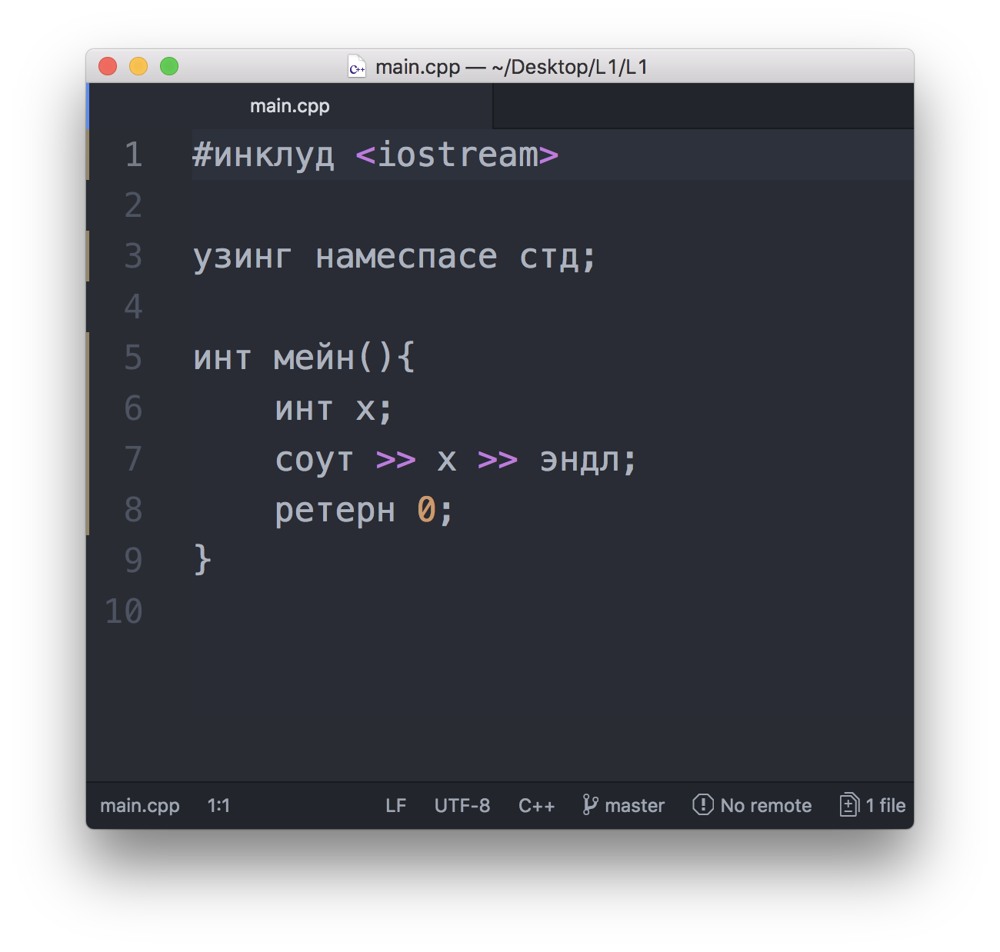 main.cpp — ~/Desktop/L1/L1
main.cpp
1 #инклуд <iostream>
2
3 узинг намеспасе стд;
4
5 инт мейн(){
6     инт х;
7     соут >> х >> эндл;
8     ретерн 0;
9 }
10
main.cpp 1:1 LF UTF-8 C++ master No remote 1 file